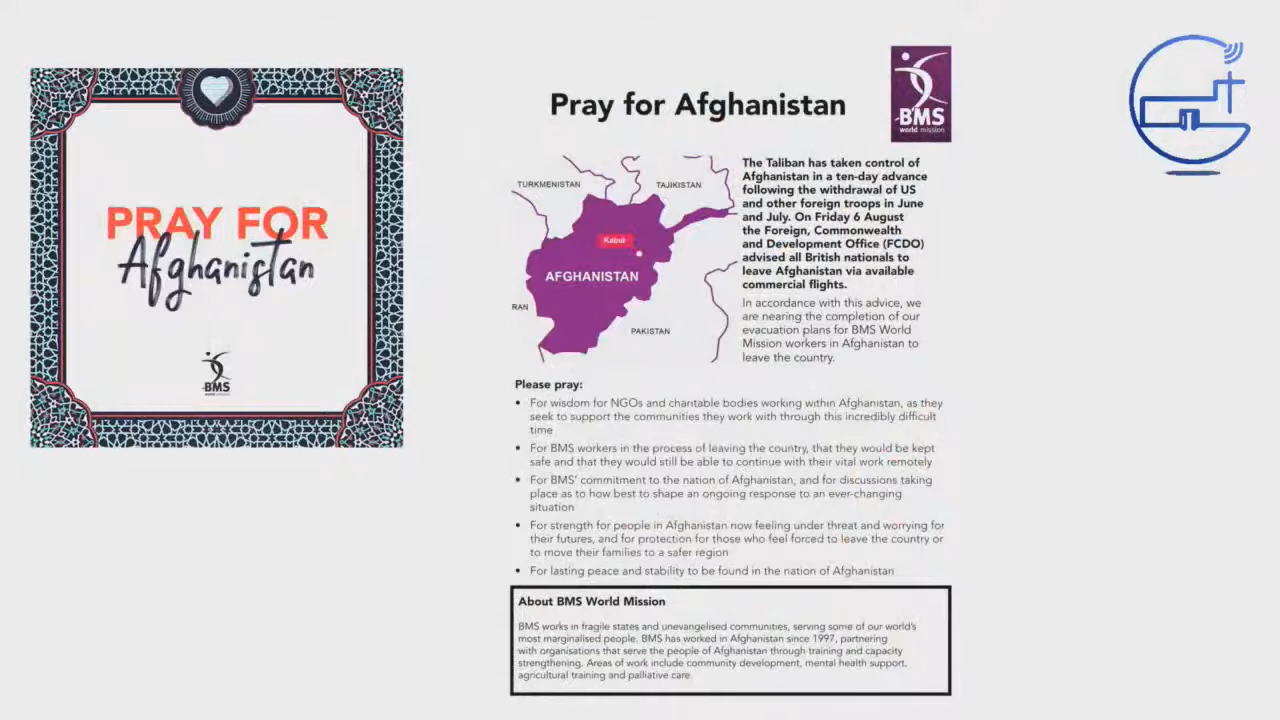 PRAY FOR
Afghanistan
BMS
world mission
Pray for Afghanistan
BMS
world mission
TURKMENISTAN
TAJIKISTAN
Kabul
AFGHANISTAN
RAN
PAKISTAN
The Taliban has taken control of
Afghanistan in a ten-day advance
following the withdrawal of US
and other foreign troops in June
and July. On Friday 6 August
the Foreign, Commonwealth
and Development Office (FCDO)
advised all British nationals to
leave Afghanistan via available
commercial flights.
In accordance with this advice, we
are nearing the completion of our
evacuation plans for BMS World
Mission workers in Afghanistan to
leave the country.
Please pray:
• For wisdom for NGOs and charitable bodies working within Afghanistan, as they
seek to support the communities they work with through this incredibly difficult
time
• For BMS workers in the process of leaving the country, that they would be kept
safe and that they would still be able to continue with their vital work remotely
• For BMS' commitment to the nation of Afghanistan, and for discussions taking
place as to how best to shape an ongoing response to an ever-changing
situation
• For strength for people in Afghanistan now feeling under threat and worrying for
their futures, and for protection for those who feel forced to leave the country or
to move their families to a safer region
• For lasting peace and stability to be found in the nation of Afghanistan
About BMS World Mission
BMS works in fragile states and unevangelised communities, serving some of our world's
most marginalised people. BMS has worked in Afghanistan since 1997, partnering
with organisations that serve the people of Afghanistan through training and capacity
strengthening. Areas of work include community development, mental health support,
agricultural training and palliative care.